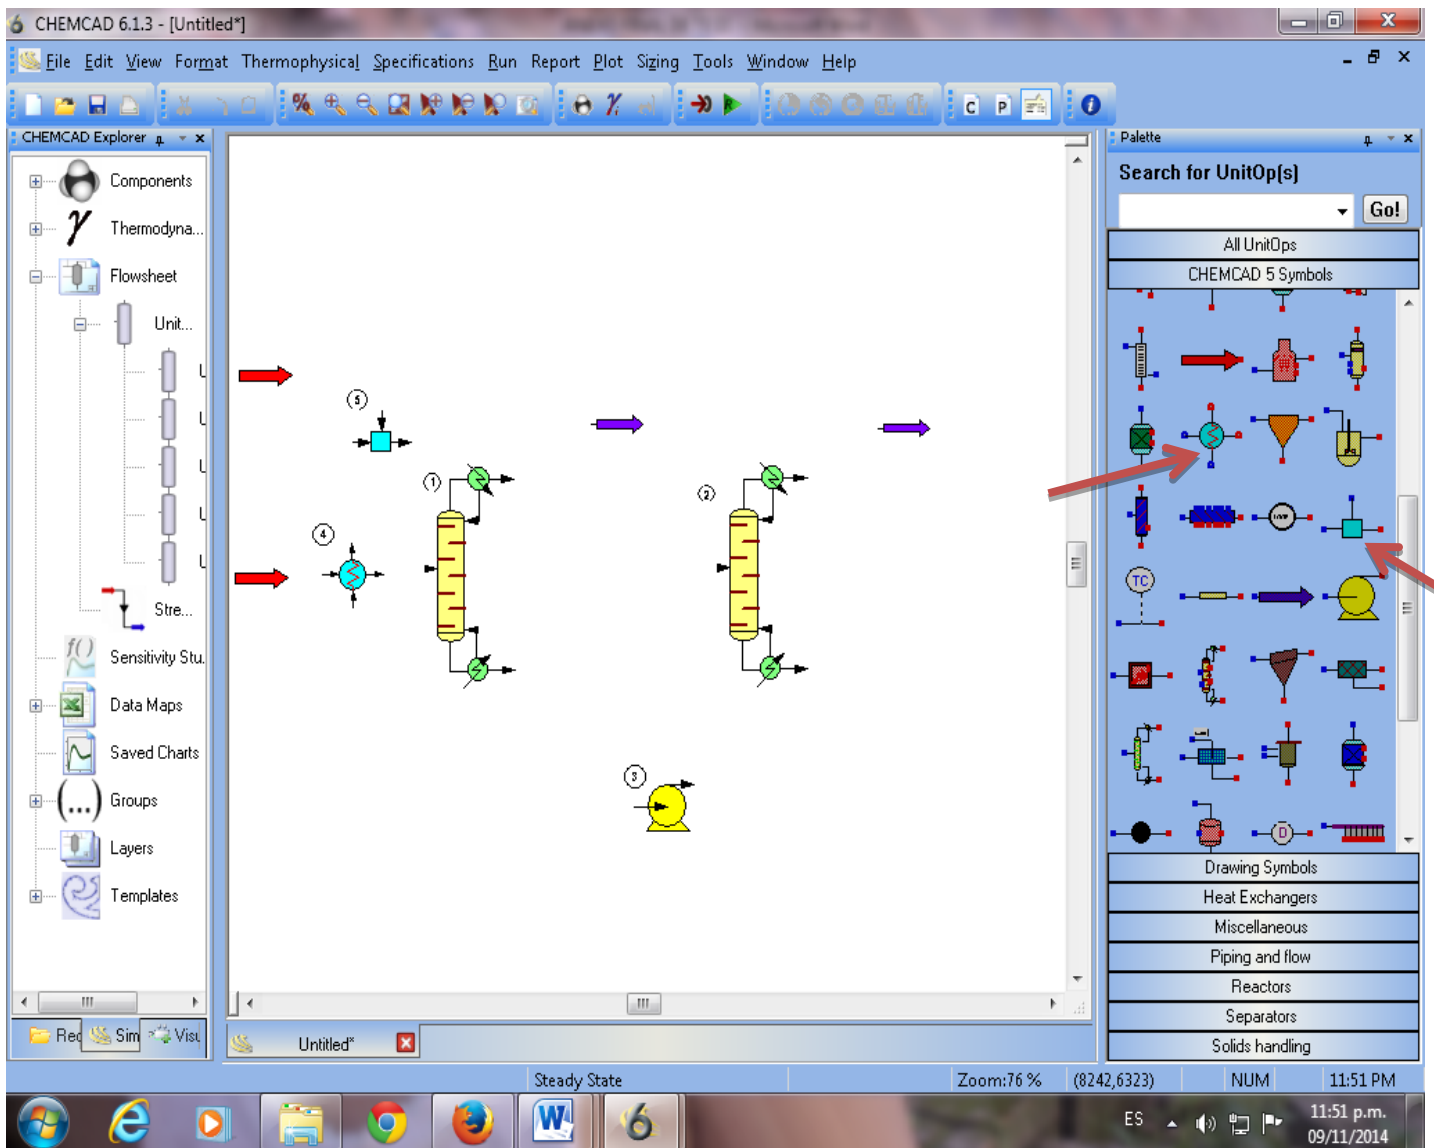 CHEMCAD 6.1.3 - [Untitled*]
File Edit View Format Thermophysical Specifications Run Report Plot Sizing Tools Window Help
C P
CHEMCAD Explorer
Components
Thermodyna...
Flowsheet
Unit...
Stre...
Sensitivity Stu.
Data Maps
Saved Charts
Groups
Layers
Templates
Sim
5
1
2
4
3
Palette
Search for UnitOp(s)
Go!
All UnitOps
CHEMCAD 5 Symbols
LOOP
TC
D
Drawing Symbols
Heat Exchangers
Miscellaneous
Piping and flow
Reactors
Separators
Solids handling
Untitled*
Steady State
Zoom:76 %
(8242,6323)
NUM
11:51 PM
ES
11:51 p.m.
09/11/2014